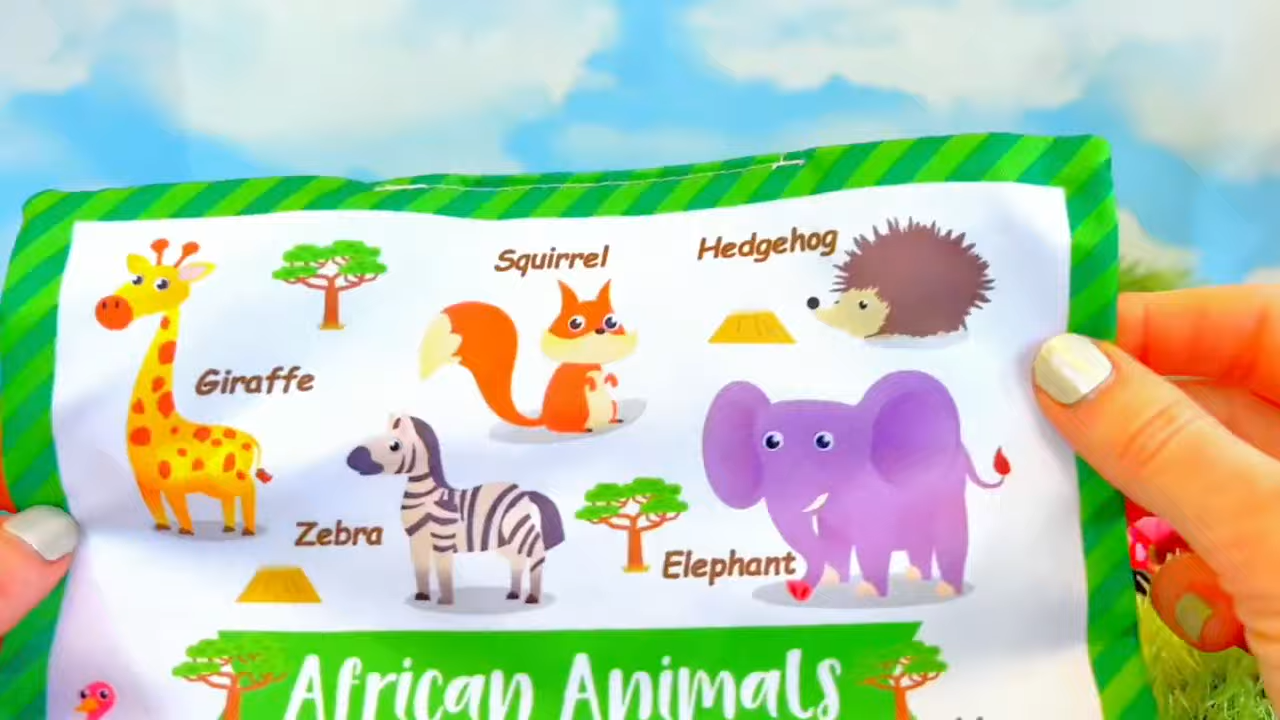 Squirrel
Hedgehog
Giraffe
Zebra
Elephant
African Animals